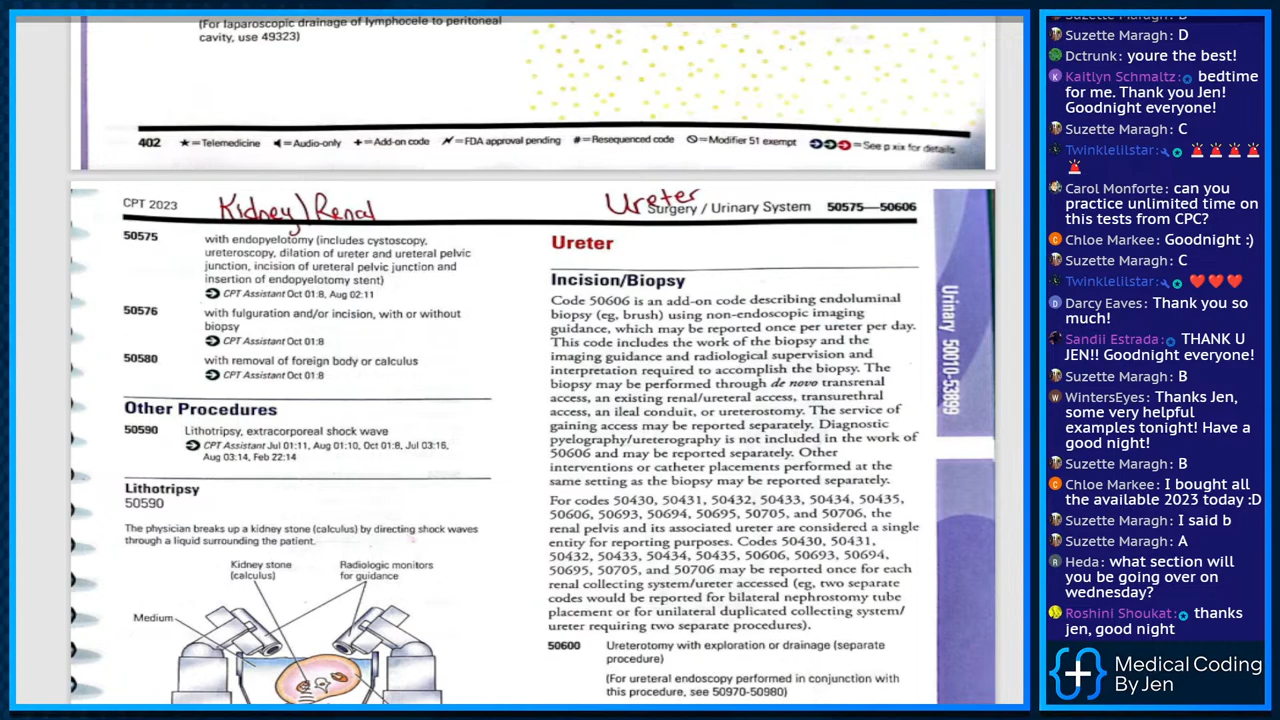 (For laparoscopic drainage of lymphocele to peritoneal
cavity, use 49323)
402 ★=Telemedicine =Audio-only +=Add-on code =FDA approval pending #=Resequenced code =Modifier 51 exempt =See p xix for details
CPT 2023
Kidney) Renal
Ureter
Surgery / Urinary System 50575—50606
50575 with endopyelotomy (includes cystoscopy,
ureteroscopy, dilation of ureter and ureteral pelvic
junction, incision of ureteral pelvic junction and
insertion of endopyelotomy stent)
CPT Assistant Oct 01:8, Aug 02:11
50576 with fulguration and/or incision, with or without
biopsy
CPT Assistant Oct 01:8
50580 with removal of foreign body or calculus
CPT Assistant Oct 01:8
Other Procedures
50590 Lithotripsy, extracorporeal shock wave
CPT Assistant Jul 01:11, Aug 01:10, Oct 01:8, Jul 03:16,
Aug 03:14, Feb 22:14
Lithotripsy
50590
The physician breaks up a kidney stone (calculus) by directing shock waves
through a liquid surrounding the patient.
Kidney stone
(calculus)
Radiologic monitors
for guidance
Medium
Ureter
Incision/Biopsy
Code 50606 is an add-on code describing endoluminal
biopsy (eg, brush) using non-endoscopic imaging
guidance, which may be reported once per ureter per day.
This code includes the work of the biopsy and the
imaging guidance and radiological supervision and
interpretation required to accomplish the biopsy. The
biopsy may be performed through de novo transrenal
access, an existing renal/ureteral access, transurethral
access, an ileal conduit, or ureterostomy. The service of
gaining access may be reported separately. Diagnostic
pyelography/ureterography is not included in the work of
50606 and may be reported separately. Other
interventions or catheter placements performed at the
same setting as the biopsy may be reported separately.
For codes 50430, 50431, 50432, 50433, 50434, 50435,
50606, 50693, 50694, 50695, 50705, and 50706, the
renal pelvis and its associated ureter are considered a single
entity for reporting purposes. Codes 50430, 50431,
50432, 50433, 50434, 50435, 50606, 50693, 50694,
50695, 50705, and 50706 may be reported once for each
renal collecting system/ureter accessed (eg, two separate
codes would be reported for bilateral nephrostomy tube
placement or for unilateral duplicated collecting system/
ureter requiring two separate procedures).
50600 Ureterotomy with exploration or drainage (separate
procedure)
(For ureteral endoscopy performed in conjunction with
this procedure, see 50970-50980)
Urinary 50010-53899
Suzette Maragh: D
Dctrunk: youre the best!
Kaitlyn Schmaltz: bedtime
for me. Thank you Jen!
Goodnight everyone!
Suzette Maragh: C
Twinklelilstar: 🚨 🚨 🚨 🚨
🚨
Carol Monforte: can you
practice unlimited time on
this tests from CPC?
Chloe Markee: Goodnight :)
Suzette Maragh: C
Twinklelilstar: ❤️ ❤️ ❤️
Darcy Eaves: Thank you so
much!
Sandii Estrada: THANK U
JEN!! Goodnight everyone!
Suzette Maragh: B
WintersEyes: Thanks Jen,
some very helpful
examples tonight! Have a
good night!
Suzette Maragh: B
Chloe Markee: I bought all
the available 2023 today :D
Suzette Maragh: I said b
Suzette Maragh: A
Heda: what section will
you be going over on
wednesday?
Roshini Shoukat: thanks
jen, good night
Medical Coding
By Jen